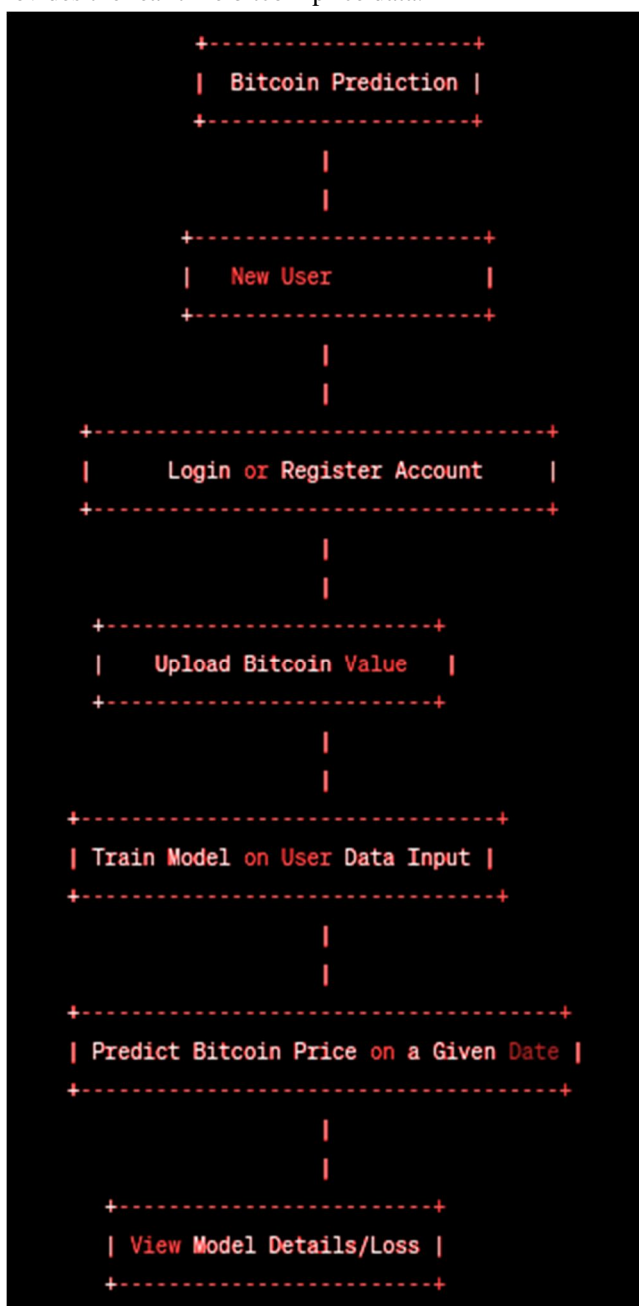 Bitcoin Prediction
New User
Login or Register Account
Upload Bitcoin Value
Train Model on User Data Input
Predict Bitcoin Price on a Given Date
View Model Details/Loss